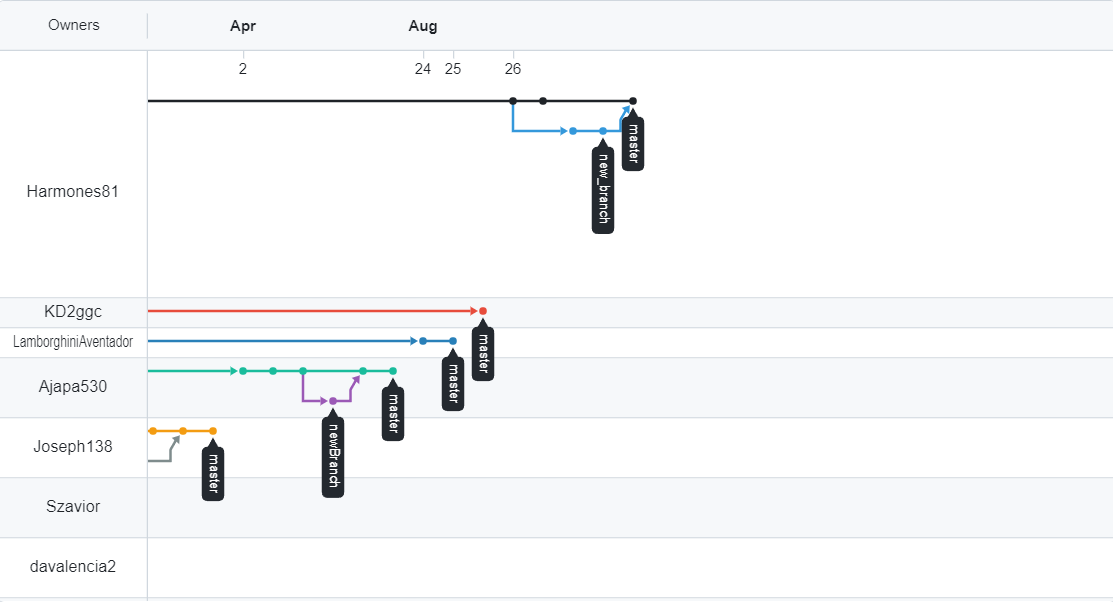 Owners Apr Aug
2 24 25 26
master
new_branch
Harmones81
KD2ggc
master
LamborghiniAventador
master
Ajapa530
master
newBranch
Joseph138
master
Szavior
davalencia2